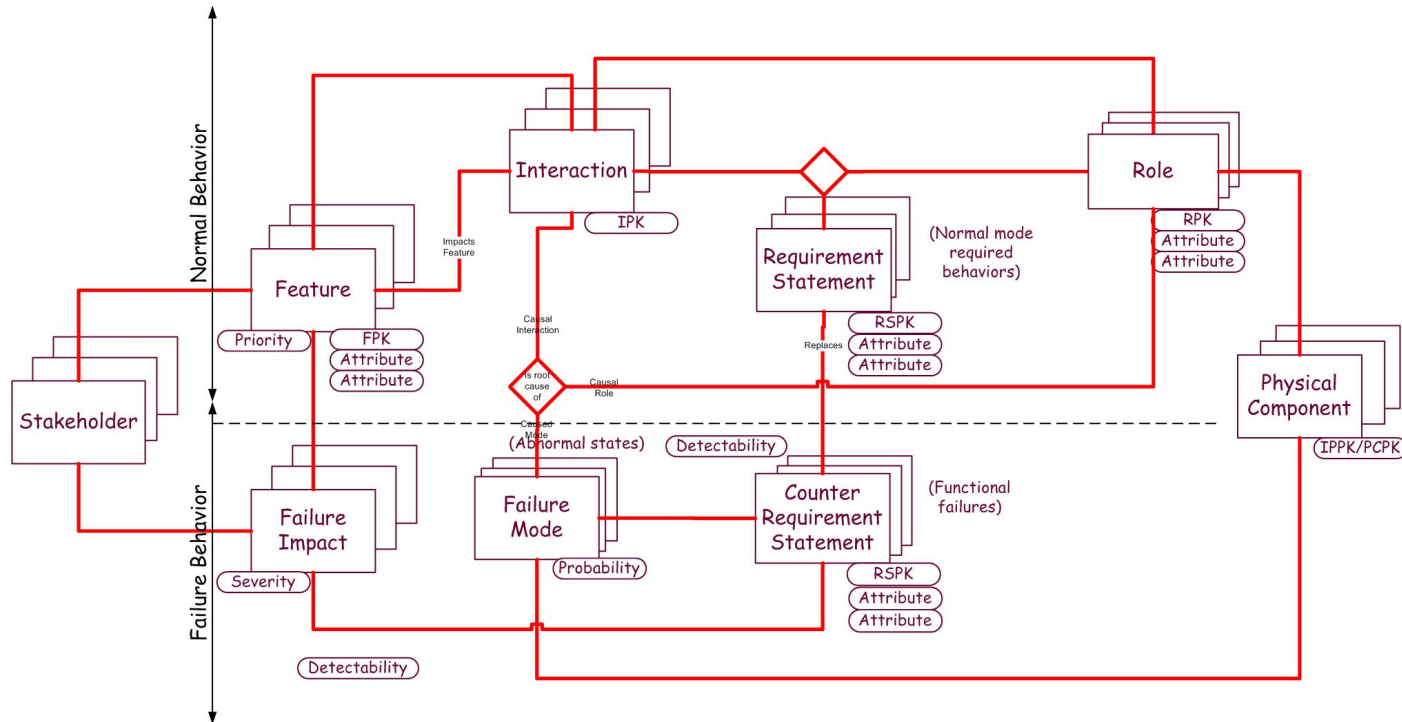 Normal Behavior
Failure Behavior
Interaction
IPK
Role
RPK
Attribute
Attribute
Impacts
Feature
(Normal mode
required
behaviors)
Requirement
Statement
RSPK
Attribute
Attribute
Feature
Priority
FPK
Attribute
Attribute
Causal
Interaction
Replaces
Is root
cause
of
Causal
Role
Stakeholder
Physical
Component
IPPK/PCPK
Caused
Mode
(Abnormal states)
Detectability
Failure
Impact
Severity
Failure
Mode
Probability
Counter
Requirement
Statement
(Functional
failures)
RSPK
Attribute
Attribute
Detectability